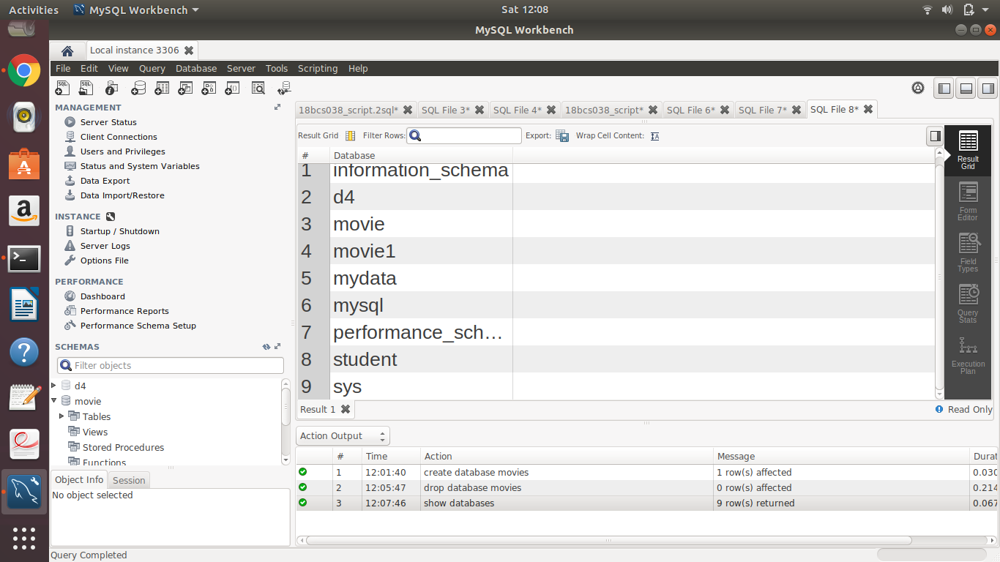 Activities MySQL Workbench Sat 12:08
MySQL Workbench
Local instance 3306
File Edit View Query Database Server Tools Scripting Help
MANAGEMENT
Server Status
Client Connections
Users and Privileges
Status and System Variables
Data Export
Data Import/Restore
INSTANCE
Startup / Shutdown
Server Logs
Options File
PERFORMANCE
Dashboard
Performance Reports
Performance Schema Setup
SCHEMAS
Filter objects
d4
movie
Tables
Views
Stored Procedures
Functions
Object Info Session
No object selected
18bcs038_script.2sql* SQL File 3* SQL File 4* 18bcs038_script* SQL File 6* SQL File 7* SQL File 8*
Result Grid Filter Rows: Export: Wrap Cell Content:
# Database
1 information_schema
2 d4
3 movie
4 movie1
5 mydata
6 mysql
7 performance_sch...
8 student
9 sys
Result
Grid
Form
Editor
Field
Types
Query
Stats
Execution
Plan
Result 1 Read Only
Action Output
# Time Action Message Durat
1 12:01:40 create database movies 1 row(s) affected 0.030
2 12:05:47 drop database movies 0 row(s) affected 0.214
3 12:07:46 show databases 9 row(s) returned 0.067
Query Completed